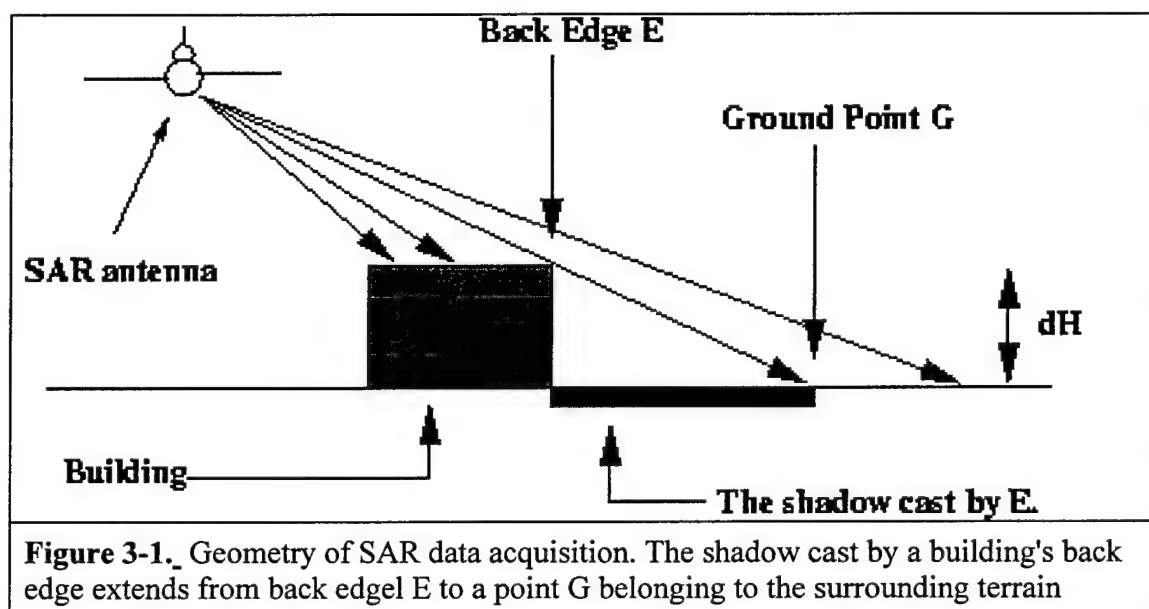 Back Edge E
Ground Point G
SAR antenna
dH
Building
The shadow cast by E.
Figure 3-1. Geometry of SAR data acquisition. The shadow cast by a building's back
edge extends from back edgel E to a point G belonging to the surrounding terrain